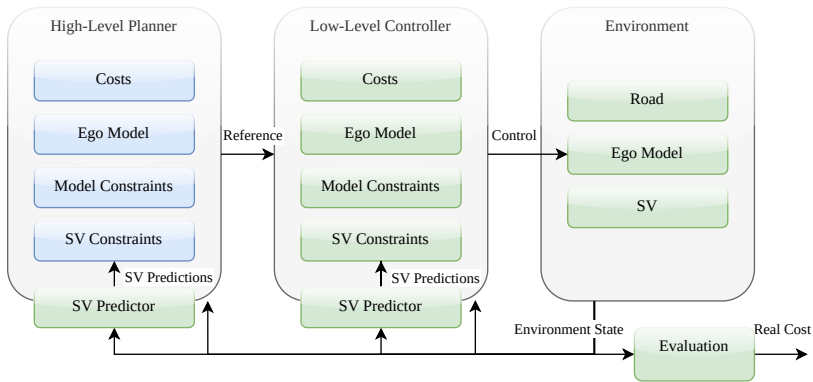 High-Level Planner
Costs
Ego Model
Model Constraints
SV Constraints
SV Predictions
SV Predictor
Reference
Low-Level Controller
Costs
Ego Model
Model Constraints
SV Constraints
SV Predictions
SV Predictor
Control
Environment
Road
Ego Model
SV
Environment State
Evaluation
Real Cost